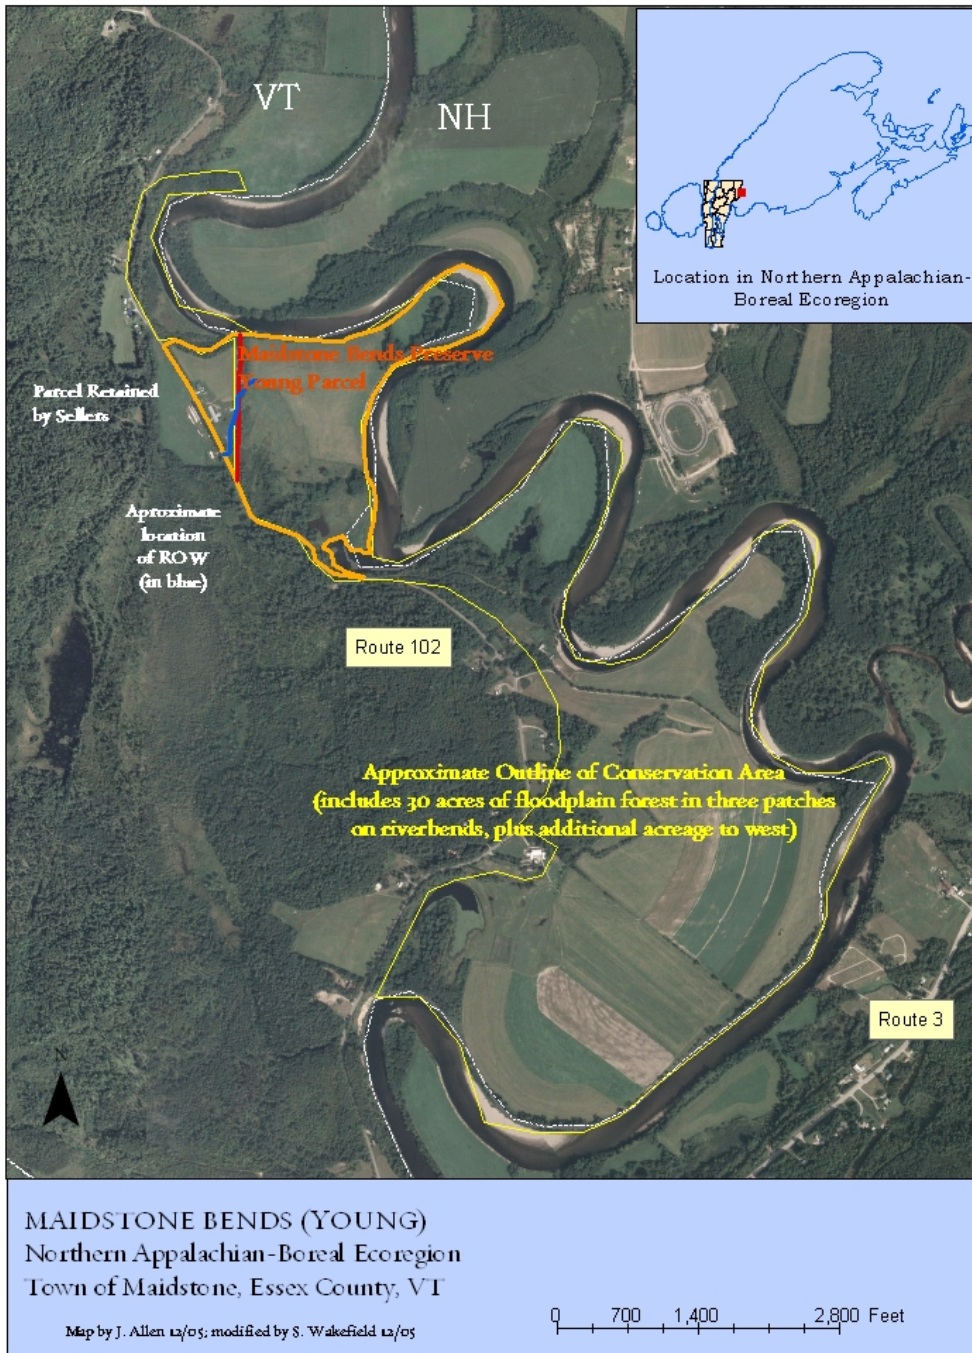 VT
NH
Location in Northern Appalachian-
Boreal Ecoregion
Maidstone Bends Preserve
Young Parcel
Parcel Retained
by Sellers
Aproximate
location
of ROW
(in blue)
Route 102
Approximate Outline of Conservation Area
(includes 30 acres of floodplain forest in three patches
on riverbends, plus additional acreage to west)
Route 3
N
MAIDSTONE BENDS (YOUNG)
Northern Appalachian-Boreal Ecoregion
Town of Maidstone, Essex County, VT
Map by J. Allen 12/05; modified by S. Wakefield 12/05
0 700 1,400 2,800 Feet